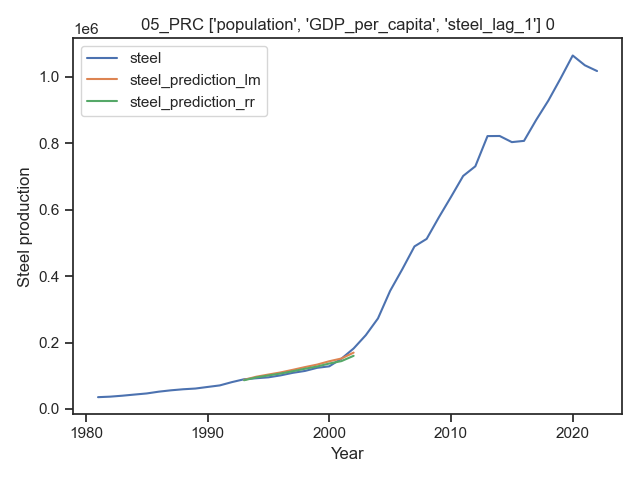 05_PRC ['population', 'GDP_per_capita', 'steel_lag_1'] 0
1e6
steel
steel_prediction_lm
steel_prediction_rr
1.0
0.8
0.6
0.4
0.2
0.0
Steel production
1980
1990
2000
2010
2020
Year